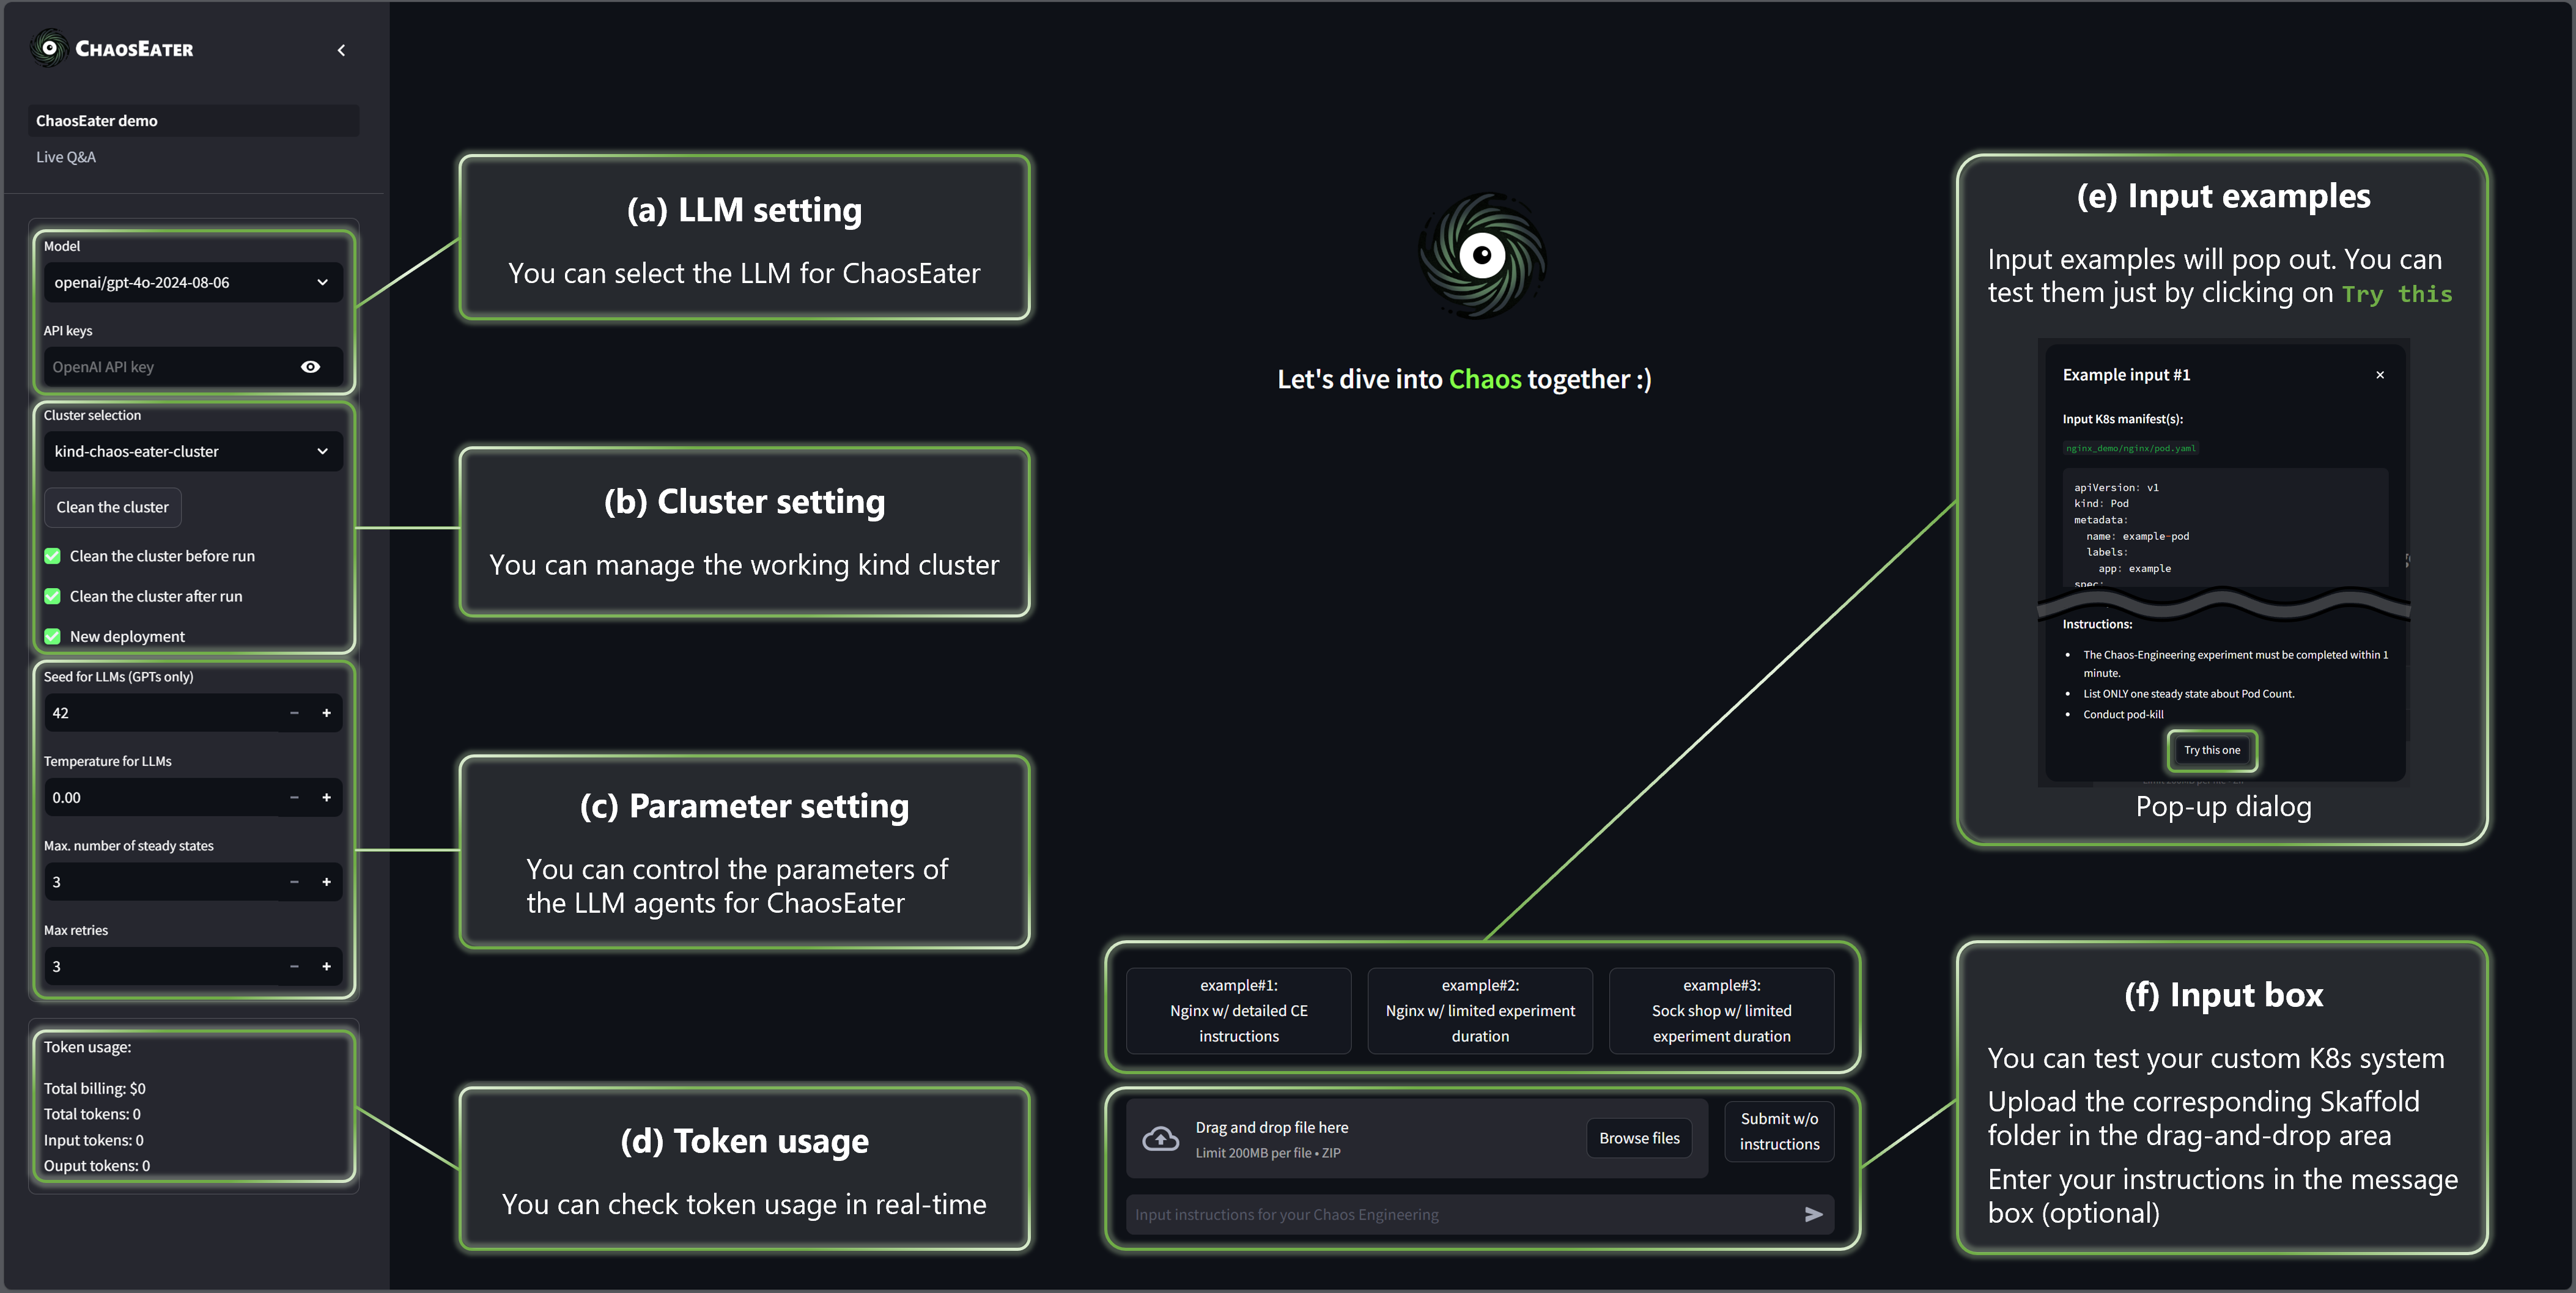 CHAOSEATER
ChaosEater demo
Live Q&A
Model
openai/gpt-4o-2024-08-06
API keys
OpenAI API key
Cluster selection
kind-chaos-eater-cluster
Clean the cluster
Clean the cluster before run
Clean the cluster after run
New deployment
Seed for LLMs (GPTs only)
42
Temperature for LLMs
0.00
Max. number of steady states
3
Max retries
3
Token usage:
Total billing: $0
Total tokens: 0
Input tokens: 0
Ouput tokens: 0
(a) LLM setting
You can select the LLM for ChaosEater
(b) Cluster setting
You can manage the working kind cluster
(c) Parameter setting
You can control the parameters of
the LLM agents for ChaosEater
(d) Token usage
You can check token usage in real-time
Let's dive into Chaos together :)
example#1:
Nginx w/ detailed CE
instructions
example#2:
Nginx w/ limited experiment
duration
example#3:
Sock shop w/ limited
experiment duration
Drag and drop file here
Limit 200MB per file • ZIP
Browse files
Submit w/o
instructions
Input instructions for your Chaos Engineering
(e) Input examples
Input examples will pop out. You can
test them just by clicking on Try this
Example input #1
Input K8s manifest(s):
nginx_demo/nginx/pod.yaml
apiVersion: v1
kind: Pod
metadata:
name: example-pod
labels:
app: example
spec:
Instructions:
• The Chaos-Engineering experiment must be completed within 1
minute.
• List ONLY one steady state about Pod Count.
• Conduct pod-kill
Try this one
Pop-up dialog
(f) Input box
You can test your custom K8s system
Upload the corresponding Skaffold
folder in the drag-and-drop area
Enter your instructions in the message
box (optional)